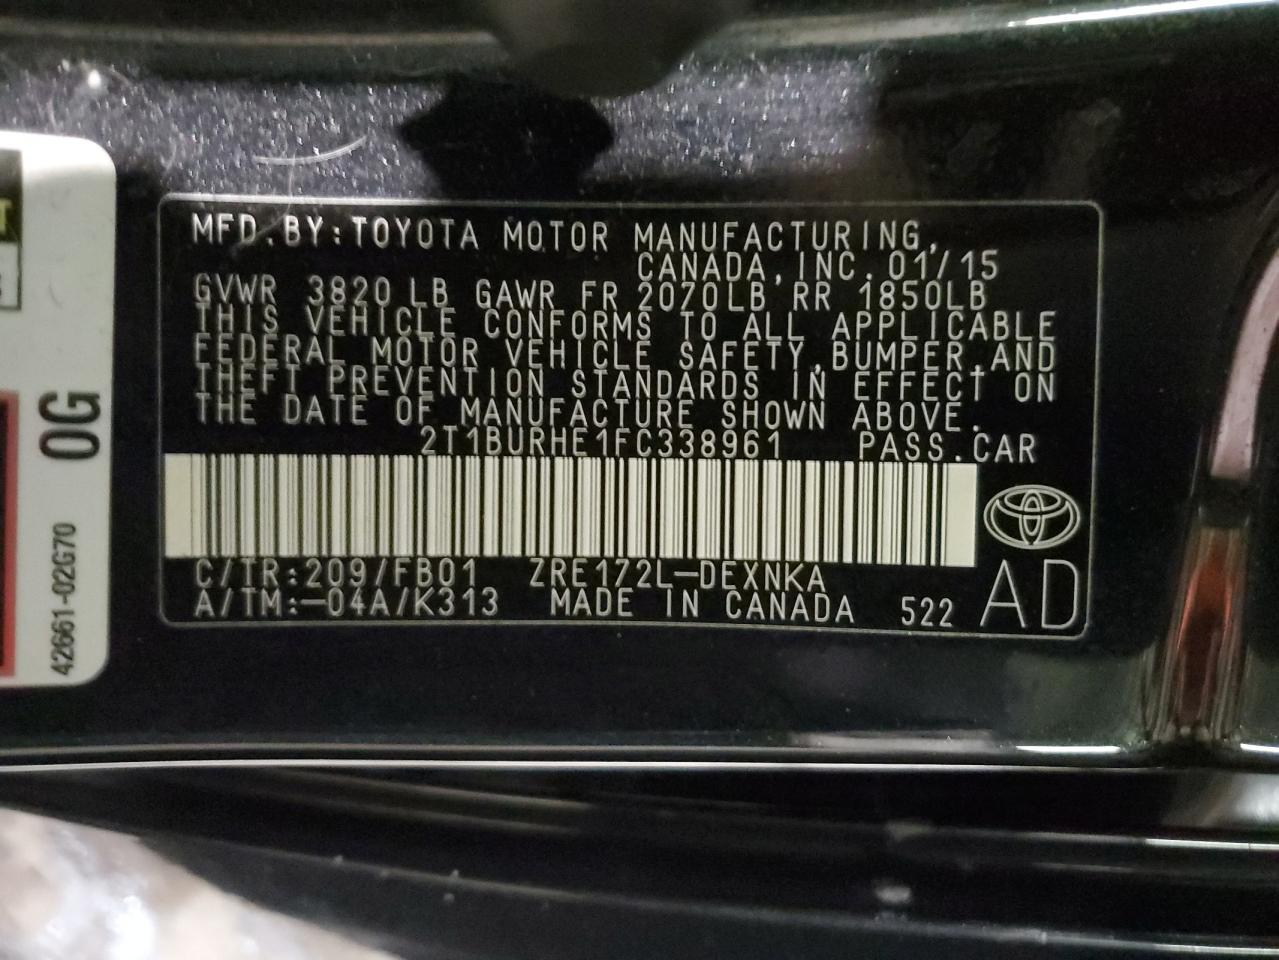 MFD.BY:TOYOTA MOTOR MANUFACTURING,
CANADA,INC.01/15
GVWR 3820 LB GAWR FR 2070LB RR 1850LB
THIS VEHICLE CONFORMS TO ALL APPLICABLE
FEDERAL MOTOR VEHICLE SAFETY,BUMPER,AND
THEFT PREVENTION STANDARDS IN EFFECT ON
THE DATE OF MANUFACTURE SHOWN ABOVE.
2T1BURHE1FC338961 PASS.CAR
C/TR:209/FB01 ZRE172L-DEXNKA
A/TM:-04A/K313 MADE IN CANADA 522
AD
0G
42661-02G70